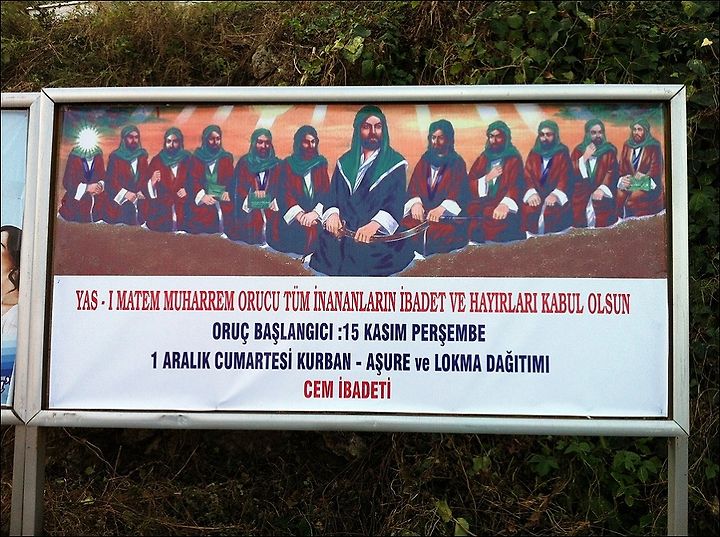 YAS - I MATEM MUHARREM ORUCU TÜM İNANANLARIN İBADET VE HAYIRLARI KABUL OLSUN
ORUÇ BAŞLANGICI :15 KASIM PERŞEMBE
1 ARALIK CUMARTESİ KURBAN - AŞURE ve LOKMA DAĞITIMI
CEM İBADETİ